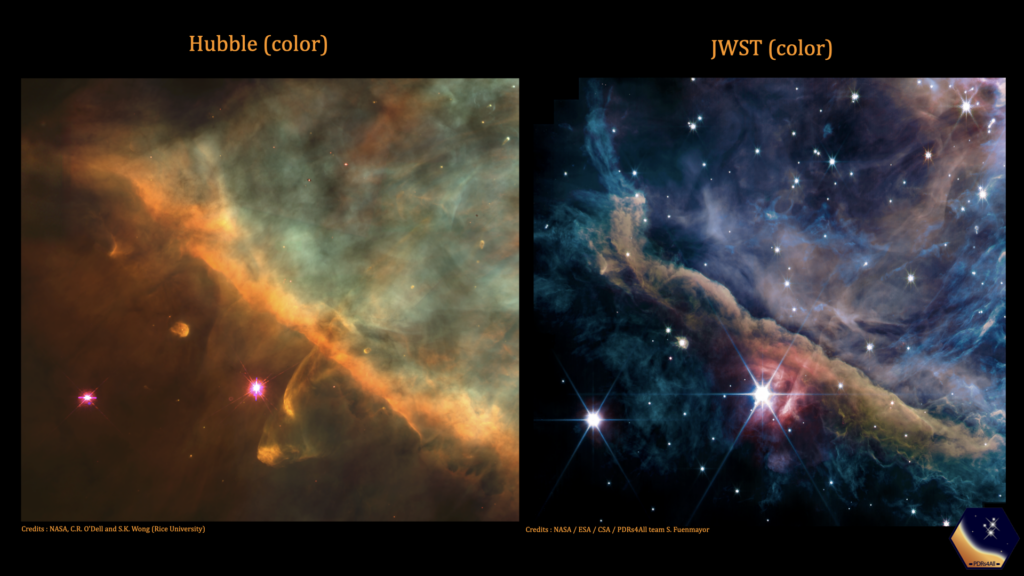 Hubble (color)
JWST (color)
Credits : NASA, C.R. O'Dell and S.K. Wong (Rice University)
Credits : NASA / ESA / CSA / PDRs4All team S. Fuenmayor
PDRs4All